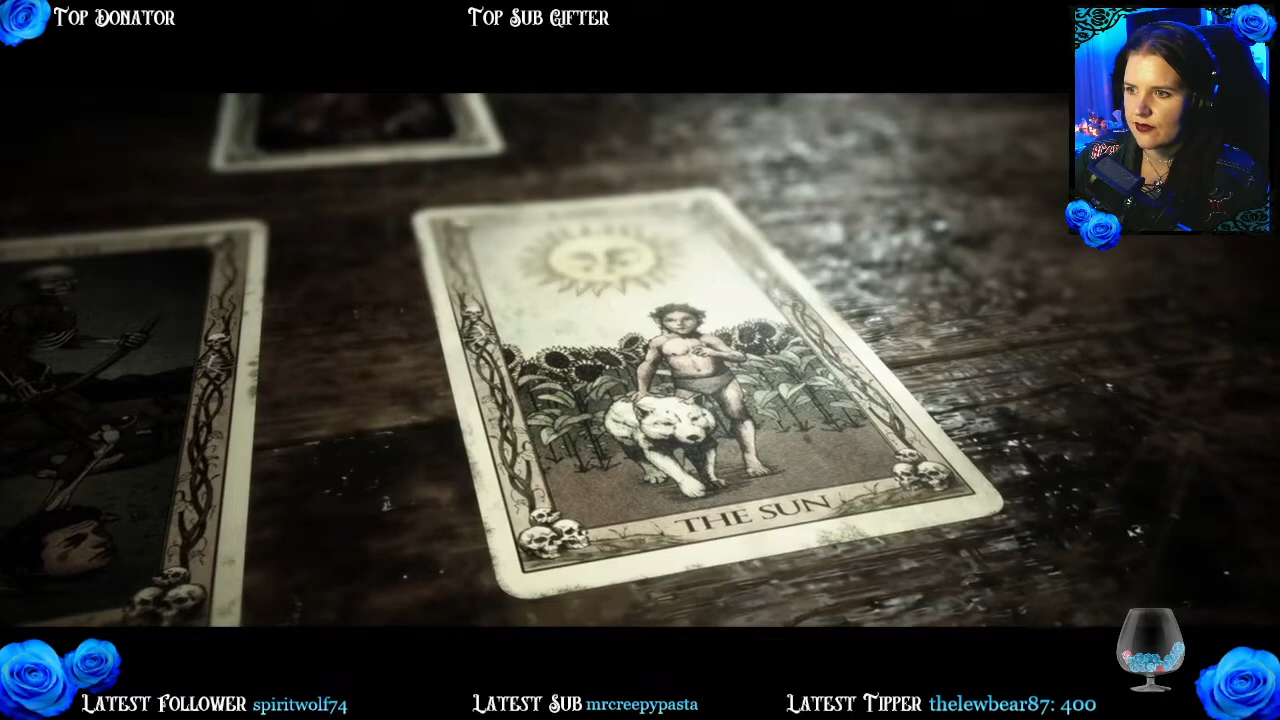 Top Donator
Top Sub Gifter
THE SUN
Latest Follower spiritwolf74
Latest Sub mrcreepypasta
Latest Tipper thelewbear87: 400